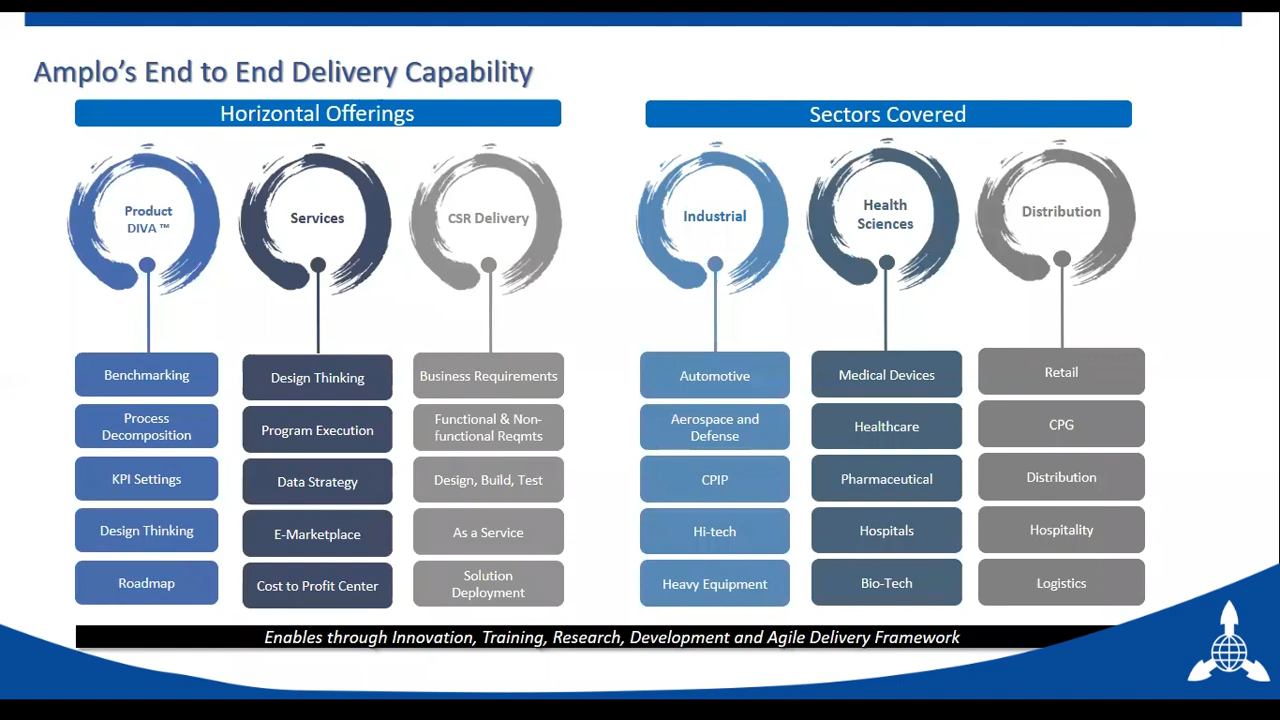 Amplo’s End to End Delivery Capability
Horizontal Offerings
Product
DIVA ™
Services
CSR Delivery
Benchmarking
Process
Decomposition
KPI Settings
Design Thinking
Roadmap
Design Thinking
Program Execution
Data Strategy
E-Marketplace
Cost to Profit Center
Business Requirements
Functional & Non-
functional Reqmts
Design, Build, Test
As a Service
Solution
Deployment
Sectors Covered
Industrial
Health
Sciences
Distribution
Automotive
Aerospace and
Defense
CPIP
Hi-tech
Heavy Equipment
Medical Devices
Healthcare
Pharmaceutical
Hospitals
Bio-Tech
Retail
CPG
Distribution
Hospitality
Logistics
Enables through Innovation, Training, Research, Development and Agile Delivery Framework